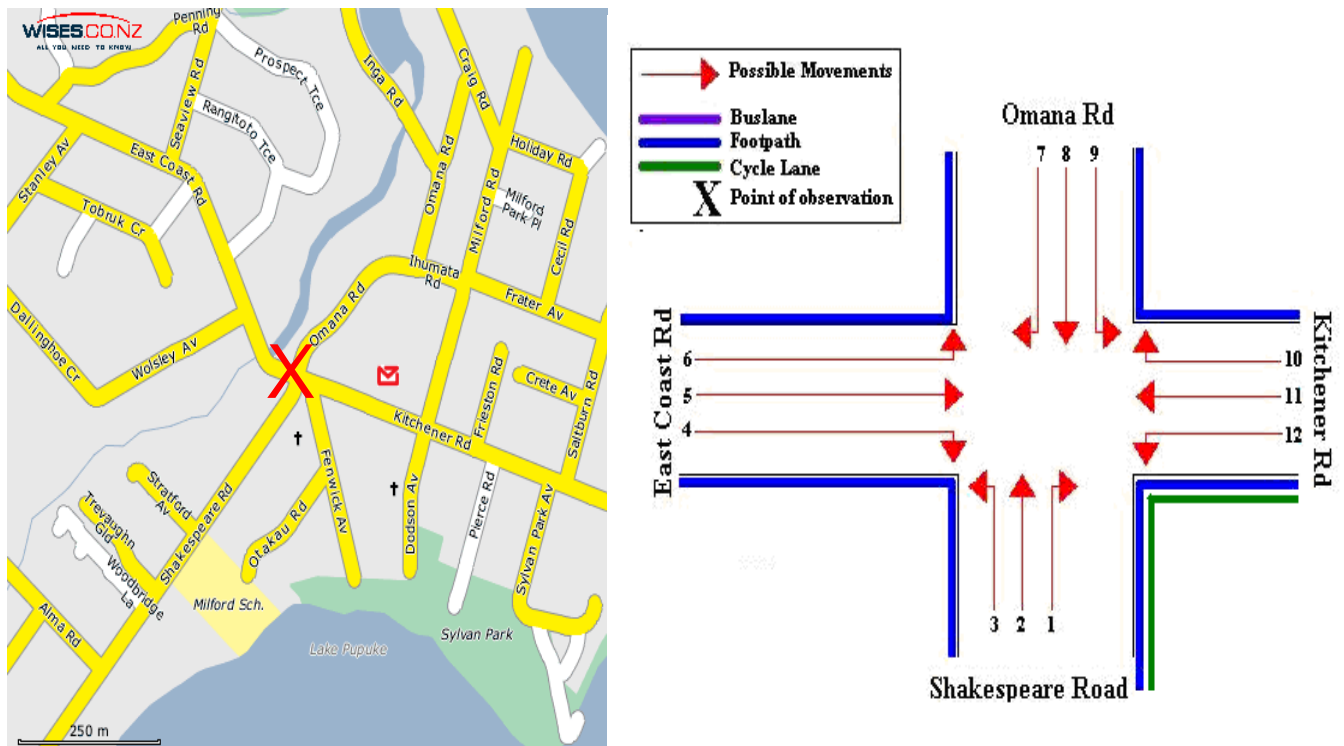 WISES.CO.NZ
ALL YOU NEED TO KNOW
Penning
Rd
Prospect Tce
Rangitoto Tce
Seaview Rd
East Coast Rd
Stanley Av
Tobruk Cr
Dallinghoe Cr
Wolsley Av
Inga Rd
Craig Rd
Omana Rd
Milford Rd
Holiday Rd
Milford
Park Pl
Cecil Rd
Ihumata
Rd
Frater Av
Omana Rd
X
Kitchener Rd
Frieston Rd
Crete Av
Saltburn Rd
Fenwick Av
Otakau Rd
Dodson Av
Pierce Rd
Sylvan Park Av
Stratford
Av
Trevaughn
Gld
Woodbridge
La
Shakespeare Rd
Alma Rd
Milford Sch.
Lake Pupuke
Sylvan Park
250 m
Possible Movements
Buslane
Footpath
Cycle Lane
X Point of observation
Omana Rd
7 8 9
East Coast Rd
6
5
4
Kitchener Rd
10
11
12
3 2 1
Shakespeare Road